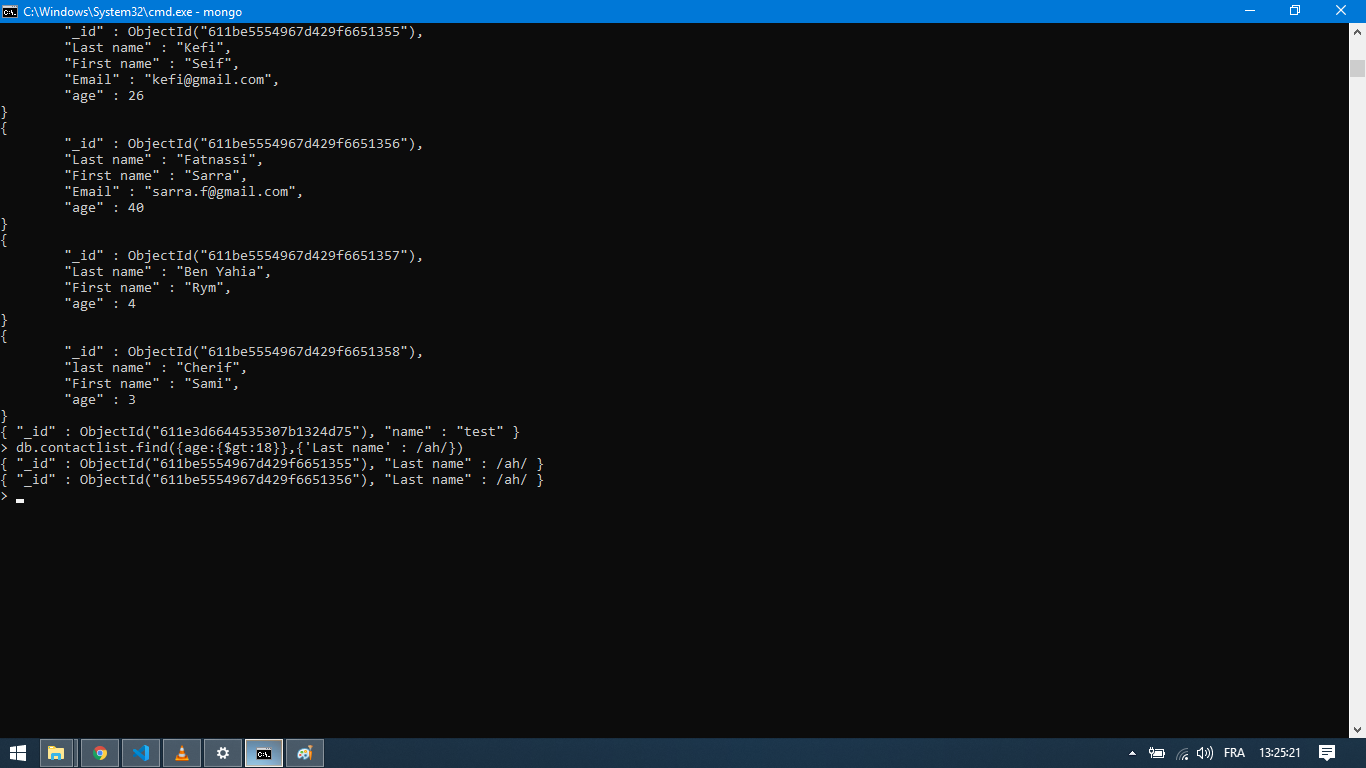 C:\Windows\System32\cmd.exe - mongo
"_id" : ObjectId("611be5554967d429f6651355"),
"Last name" : "Kefi",
"First name" : "Seif",
"Email" : "kefi@gmail.com",
"age" : 26
}
{
"_id" : ObjectId("611be5554967d429f6651356"),
"Last name" : "Fatnassi",
"First name" : "Sarra",
"Email" : "sarra.f@gmail.com",
"age" : 40
}
{
"_id" : ObjectId("611be5554967d429f6651357"),
"Last name" : "Ben Yahia",
"First name" : "Rym",
"age" : 4
}
{
"_id" : ObjectId("611be5554967d429f6651358"),
"last name" : "Cherif",
"First name" : "Sami",
"age" : 3
}
{ "_id" : ObjectId("611e3d6644535307b1324d75"), "name" : "test" }
> db.contactlist.find({age:{$gt:18}},{'Last name' : /ah/})
{ "_id" : ObjectId("611be5554967d429f6651355"), "Last name" : /ah/ }
{ "_id" : ObjectId("611be5554967d429f6651356"), "Last name" : /ah/ }
>
FRA 13:25:21